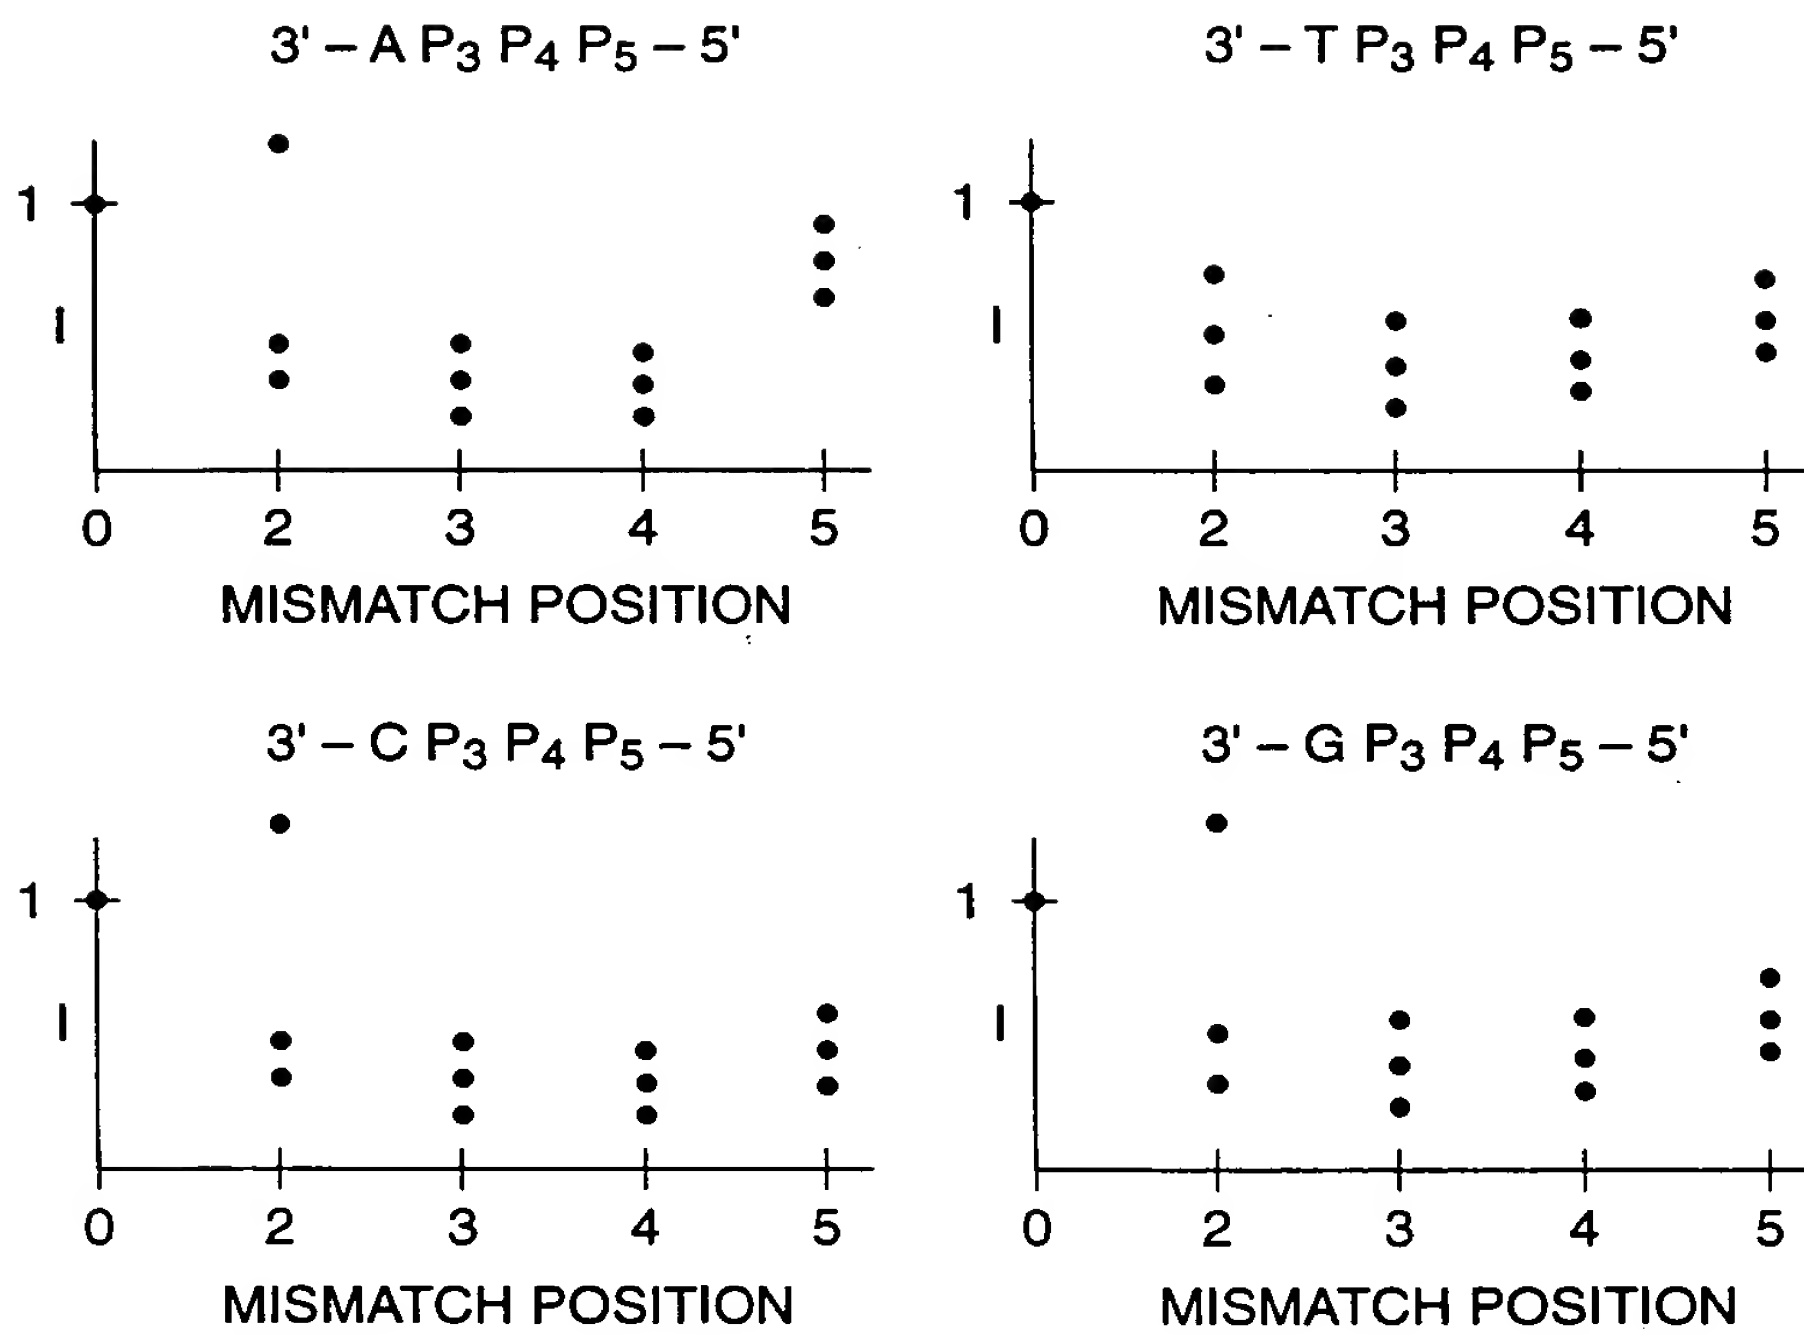 3' – A P₃ P₄ P₅ – 5'
1
I
0 2 3 4 5
MISMATCH POSITION
3' – T P₃ P₄ P₅ – 5'
1
I
0 2 3 4 5
MISMATCH POSITION
3' – C P₃ P₄ P₅ – 5'
1
I
0 2 3 4 5
MISMATCH POSITION
3' – G P₃ P₄ P₅ – 5'
1
I
0 2 3 4 5
MISMATCH POSITION